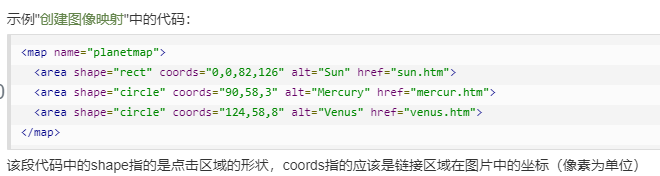 示例"创建图像映射"中的代码：
<map name="planetmap">
<area shape="rect" coords="0,0,82,126" alt="Sun" href="sun.htm">
<area shape="circle" coords="90,58,3" alt="Mercury" href="mercur.htm">
<area shape="circle" coords="124,58,8" alt="Venus" href="venus.htm">
</map>
该段代码中的shape指的是点击区域的形状，coords指的应该是链接区域在图片中的坐标（像素为单位）